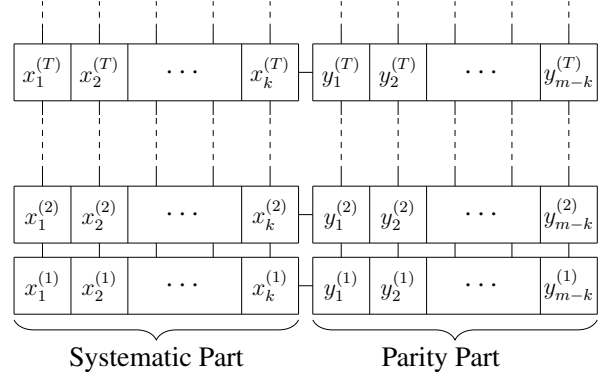 x_1^{(T)} x_2^{(T)} ⋯ x_k^{(T)} y_1^{(T)} y_2^{(T)} ⋯ y_{m−k}^{(T)}
x_1^{(2)} x_2^{(2)} ⋯ x_k^{(2)} y_1^{(2)} y_2^{(2)} ⋯ y_{m−k}^{(2)}
x_1^{(1)} x_2^{(1)} ⋯ x_k^{(1)} y_1^{(1)} y_2^{(1)} ⋯ y_{m−k}^{(1)}
Systematic Part Parity Part